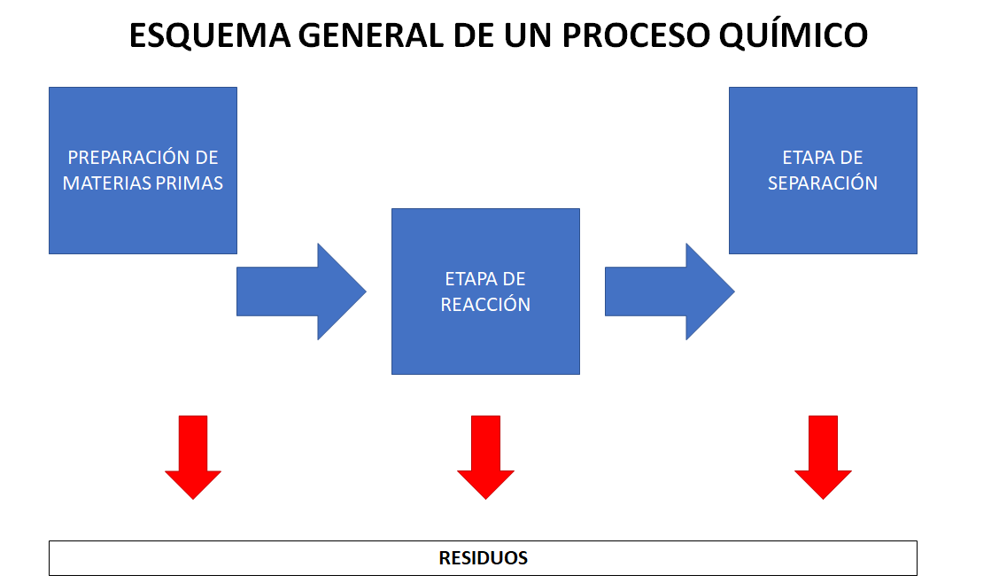 ESQUEMA GENERAL DE UN PROCESO QUÍMICO
PREPARACIÓN DE
MATERIAS PRIMAS
ETAPA DE
REACCIÓN
ETAPA DE
SEPARACIÓN
RESIDUOS